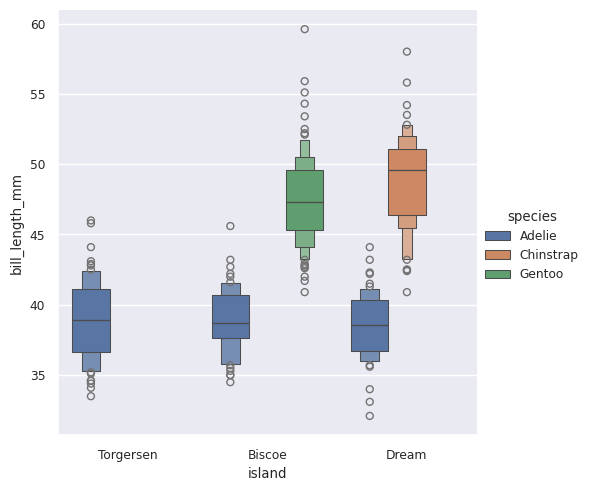 60
55
50
45
40
35
bill_length_mm
Torgersen
Biscoe
Dream
island
species
Adelie
Chinstrap
Gentoo